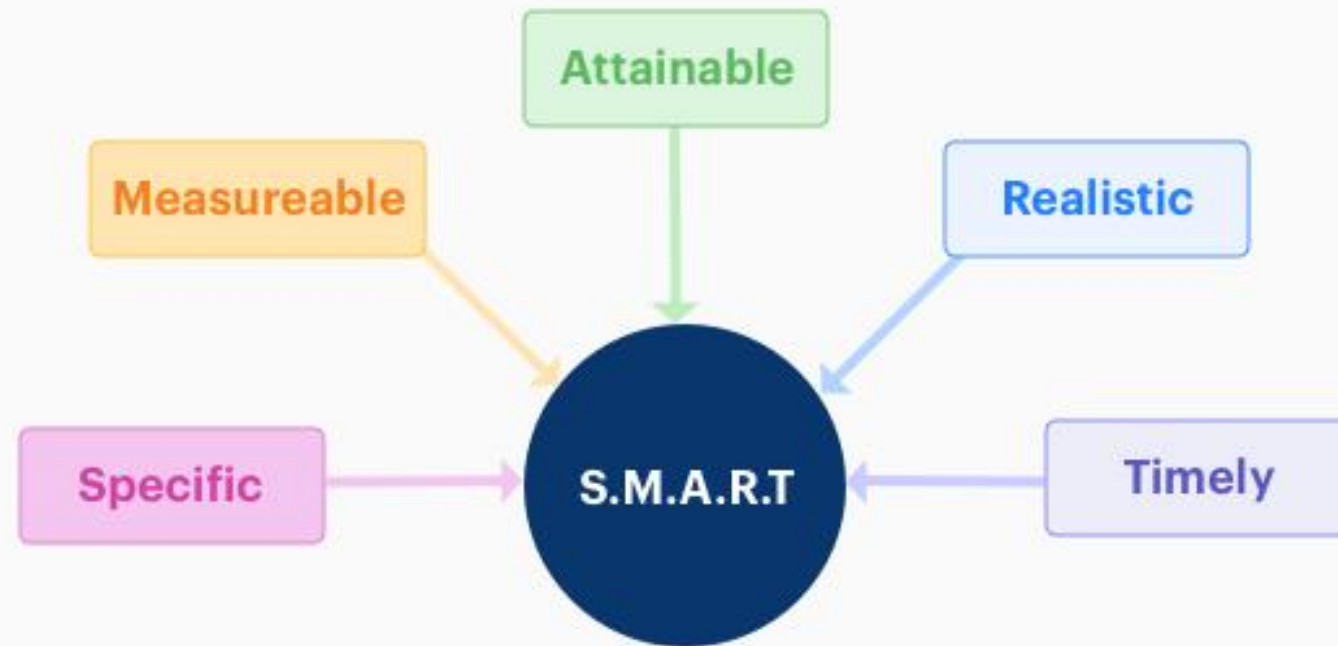 Attainable
Measureable
Realistic
Specific
S.M.A.R.T
Timely